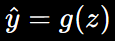 ŷ = g(z)